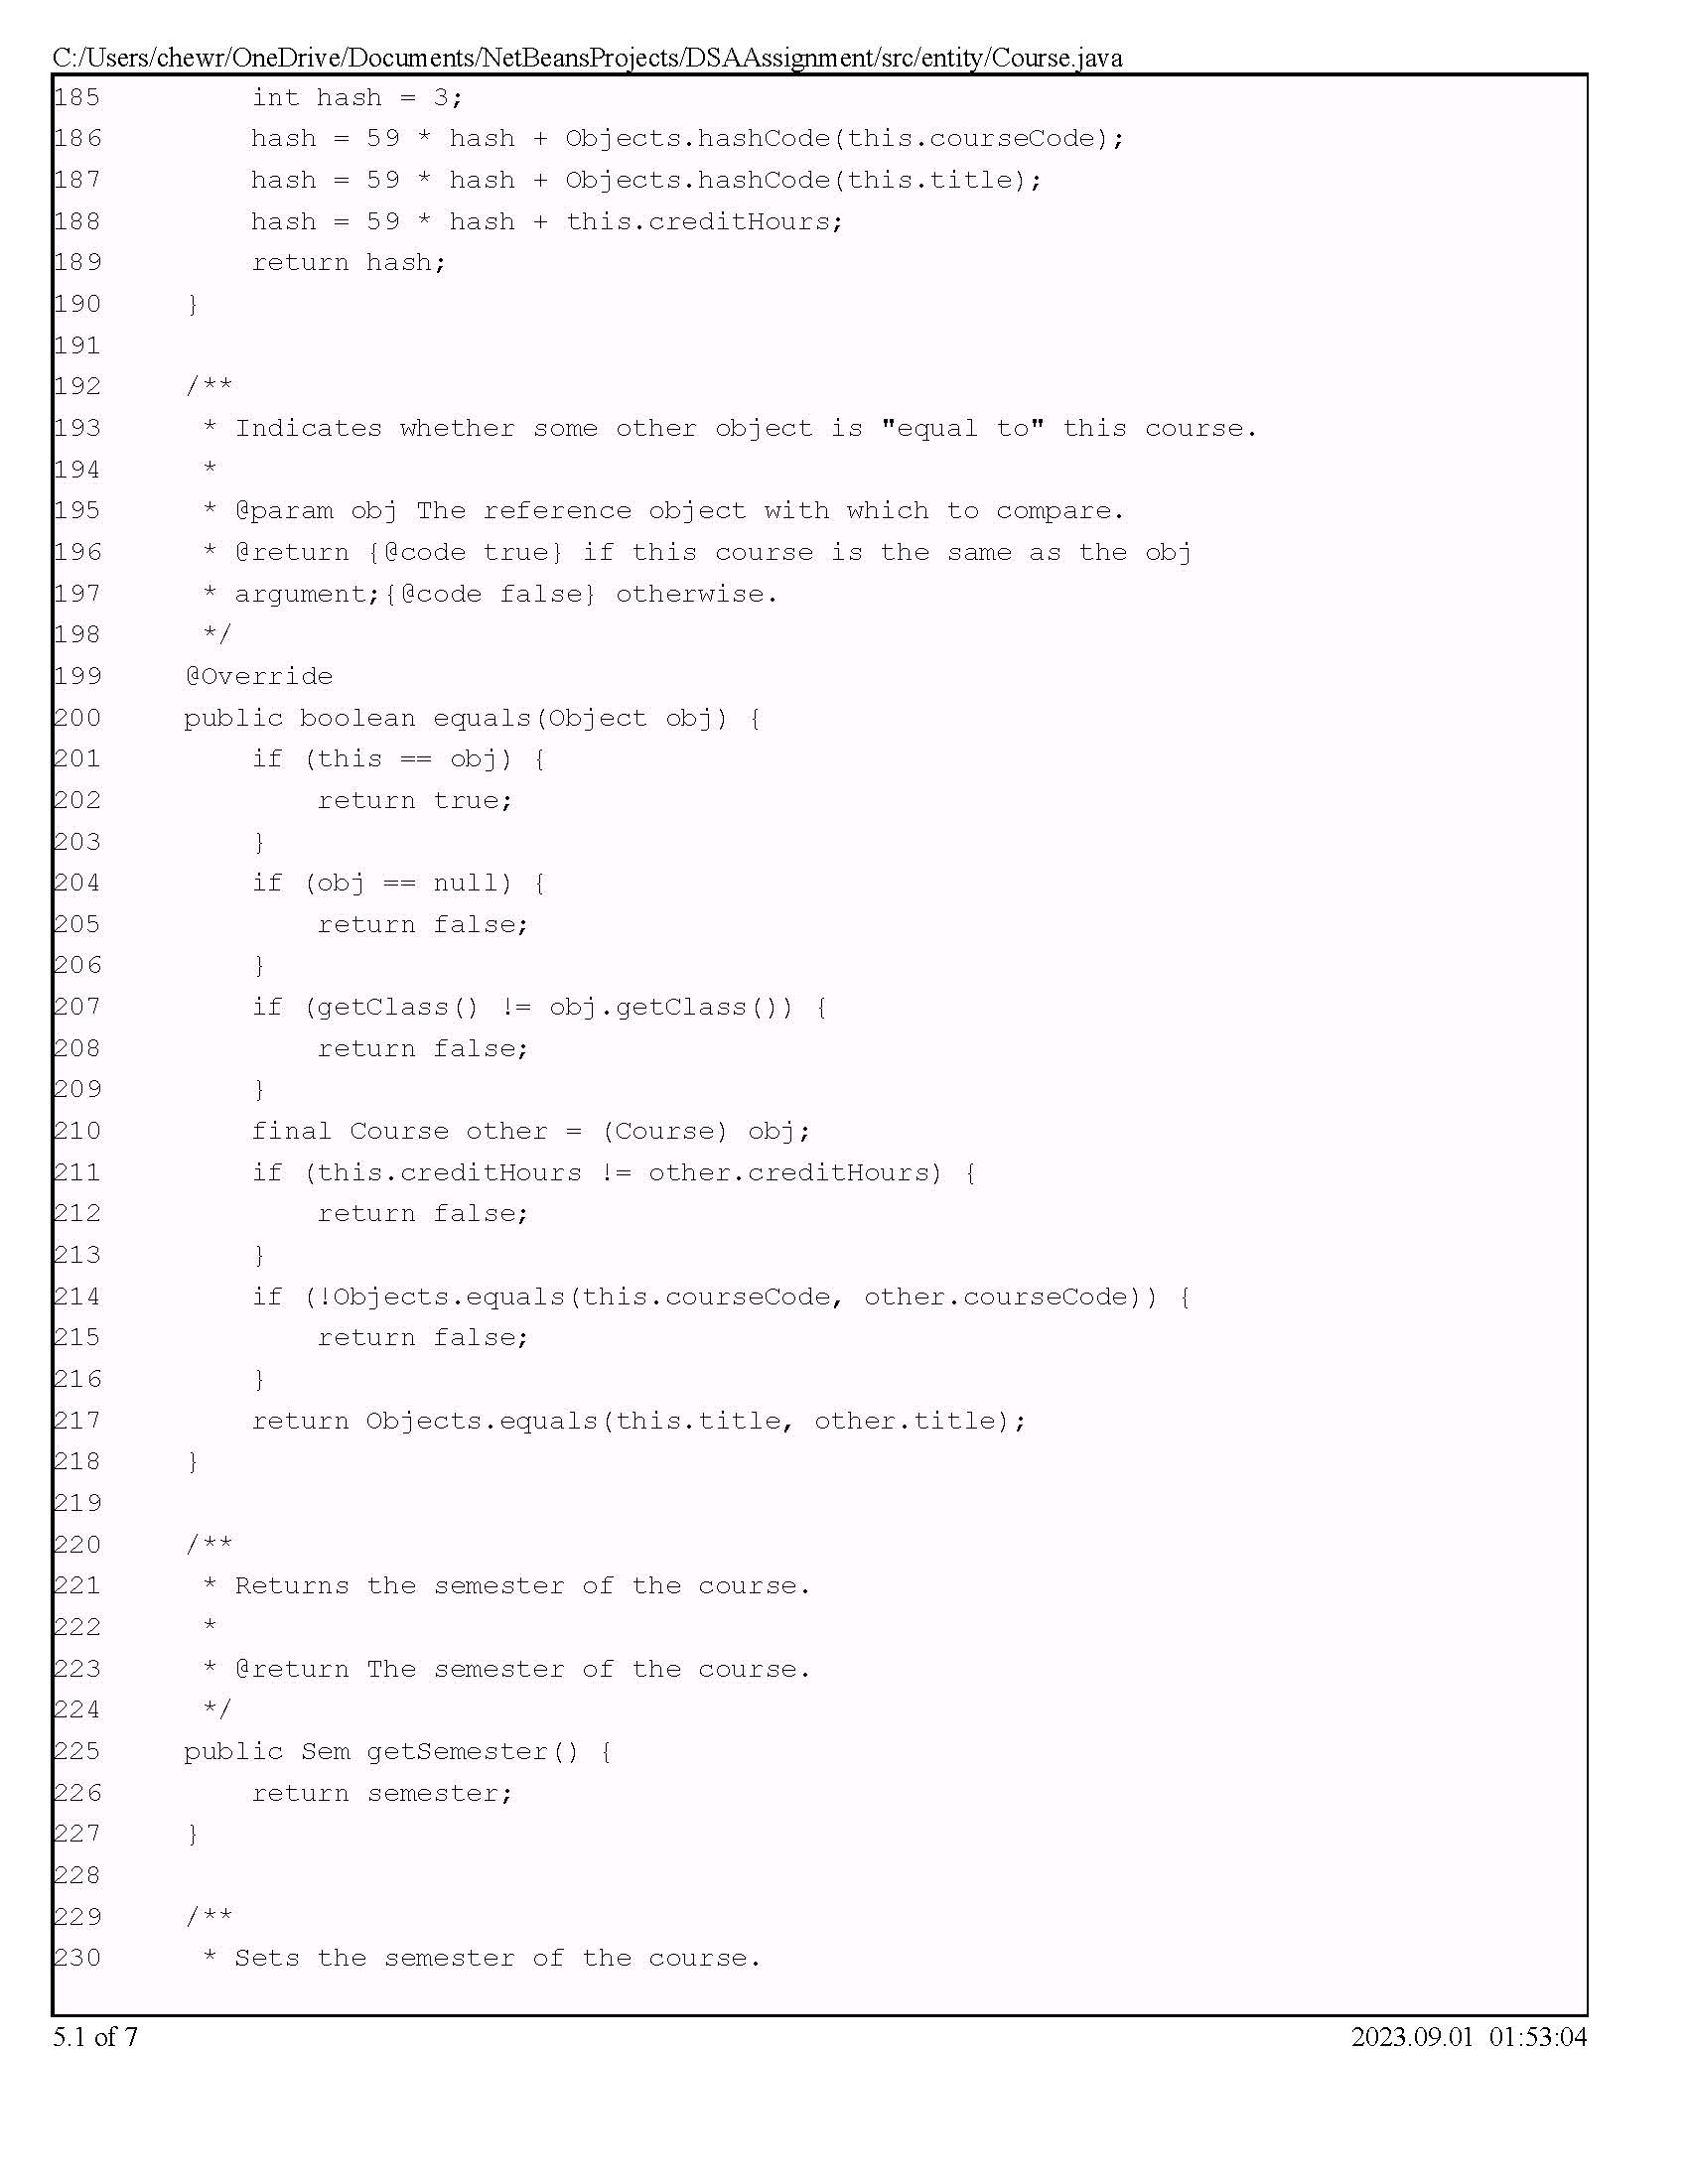 C:/Users/chewr/OneDrive/Documents/NetBeansProjects/DSAAssignment/src/entity/Course.java
185         int hash = 3;
186         hash = 59 * hash + Objects.hashCode(this.courseCode);
187         hash = 59 * hash + Objects.hashCode(this.title);
188         hash = 59 * hash + this.creditHours;
189         return hash;
190     }
191
192     /**
193      * Indicates whether some other object is "equal to" this course.
194      *
195      * @param obj The reference object with which to compare.
196      * @return {@code true} if this course is the same as the obj
197      * argument;{@code false} otherwise.
198      */
199     @Override
200     public boolean equals(Object obj) {
201         if (this == obj) {
202             return true;
203         }
204         if (obj == null) {
205             return false;
206         }
207         if (getClass() != obj.getClass()) {
208             return false;
209         }
210         final Course other = (Course) obj;
211         if (this.creditHours != other.creditHours) {
212             return false;
213         }
214         if (!Objects.equals(this.courseCode, other.courseCode)) {
215             return false;
216         }
217         return Objects.equals(this.title, other.title);
218     }
219
220     /**
221      * Returns the semester of the course.
222      *
223      * @return The semester of the course.
224      */
225     public Sem getSemester() {
226         return semester;
227     }
228
229     /**
230      * Sets the semester of the course.
5.1 of 7 2023.09.01 01:53:04